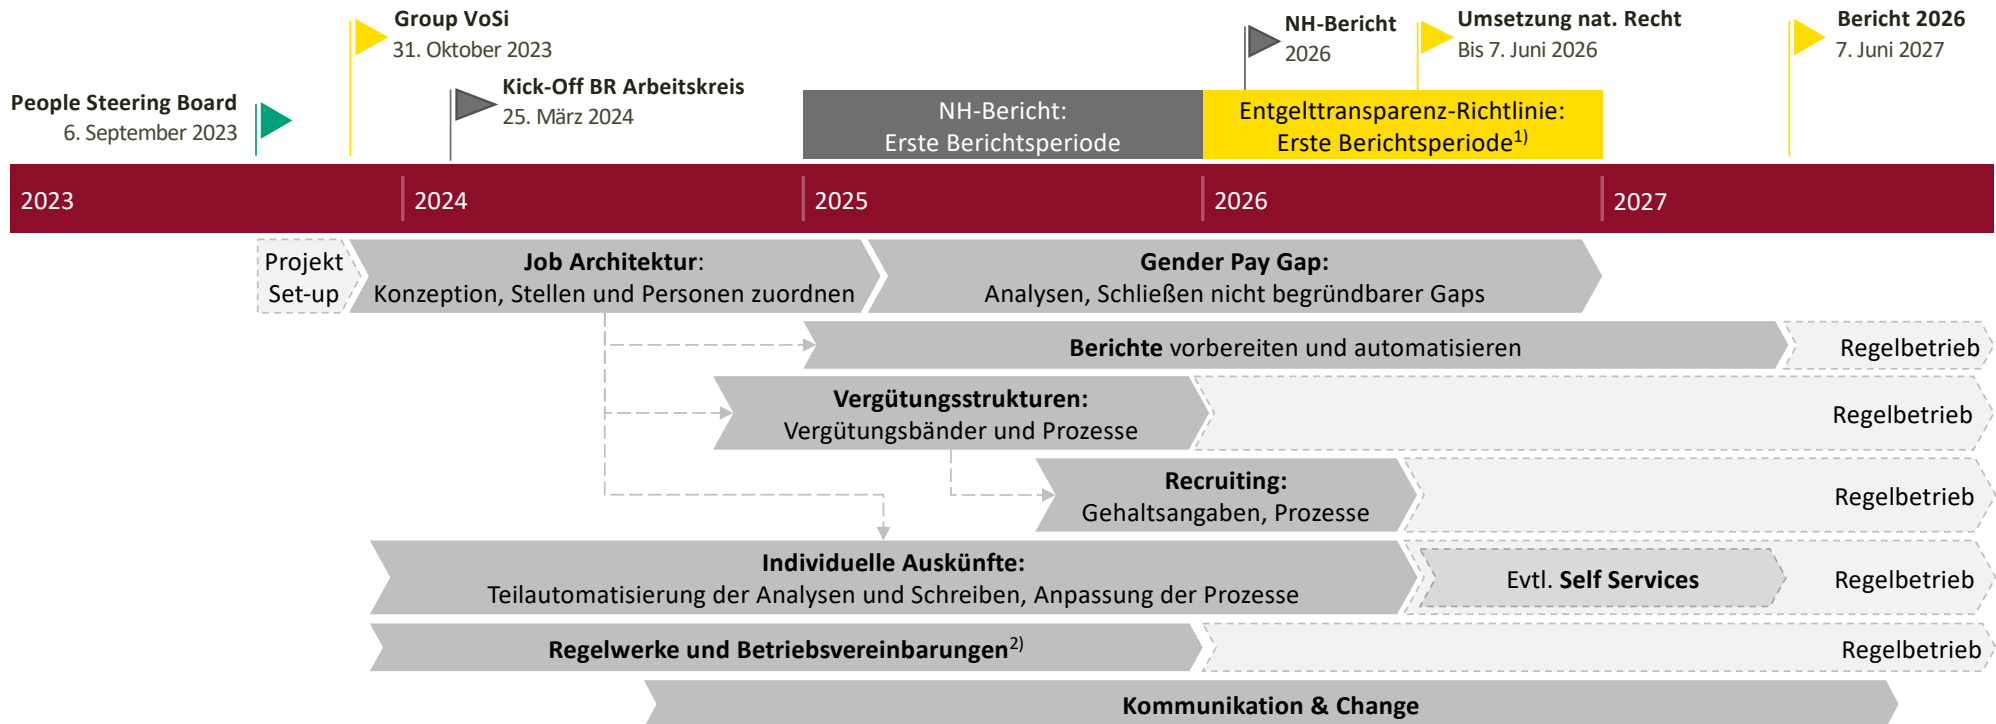 Group VoSi
31. Oktober 2023
NH-Bericht
2026
Umsetzung nat. Recht
Bis 7. Juni 2026
Bericht 2026
7. Juni 2027
People Steering Board
6. September 2023
Kick-Off BR Arbeitskreis
25. März 2024
NH-Bericht:
Erste Berichtsperiode
Entgelttransparenz-Richtlinie:
Erste Berichtsperiode1)
2023
2024
2025
2026
2027
Projekt
Set-up
Job Architektur:
Konzeption, Stellen und Personen zuordnen
Gender Pay Gap:
Analysen, Schließen nicht begründbarer Gaps
Berichte vorbereiten und automatisieren
Regelbetrieb
Vergütungsstrukturen:
Vergütungsbänder und Prozesse
Regelbetrieb
Recruiting:
Gehaltsangaben, Prozesse
Regelbetrieb
Individuelle Auskünfte:
Teilautomatisierung der Analysen und Schreiben, Anpassung der Prozesse
Evtl. Self Services
Regelbetrieb
Regelwerke und Betriebsvereinbarungen2)
Regelbetrieb
Kommunikation & Change